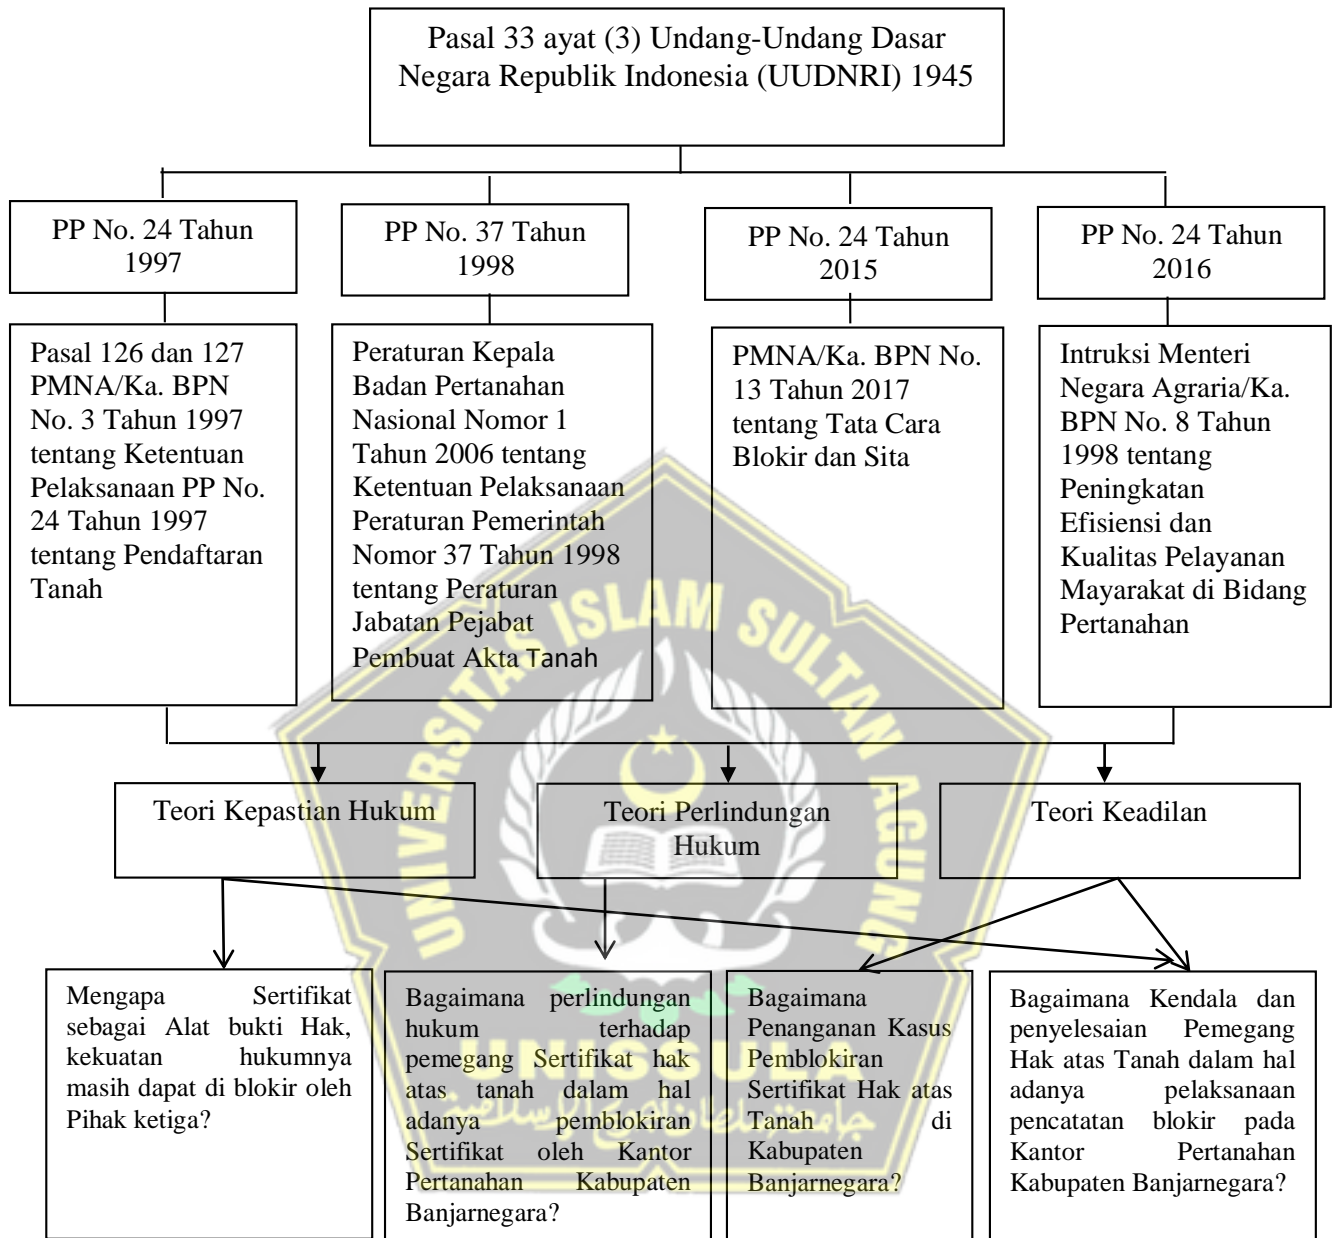 Pasal 33 ayat (3) Undang-Undang Dasar
Negara Republik Indonesia (UUDNRI) 1945
PP No. 24 Tahun
1997
PP No. 37 Tahun
1998
PP No. 24 Tahun
2015
PP No. 24 Tahun
2016
Pasal 126 dan 127
PMNA/Ka. BPN
No. 3 Tahun 1997
tentang Ketentuan
Pelaksanaan PP No.
24 Tahun 1997
tentang Pendaftaran
Tanah
Peraturan Kepala
Badan Pertanahan
Nasional Nomor 1
Tahun 2006 tentang
Ketentuan Pelaksanaan
Peraturan Pemerintah
Nomor 37 Tahun 1998
tentang Peraturan
Jabatan Pejabat
Pembuat Akta Tanah
PMNA/Ka. BPN No.
13 Tahun 2017
tentang Tata Cara
Blokir dan Sita
Intruksi Menteri
Negara Agraria/Ka.
BPN No. 8 Tahun
1998 tentang
Peningkatan
Efisiensi dan
Kualitas Pelayanan
Mayarakat di Bidang
Pertanahan
UNIVERSITAS ISLAM SULTAN AGUNG
Teori Kepastian Hukum
Teori Perlindungan
Hukum
Teori Keadilan
Mengapa Sertifikat
sebagai Alat bukti Hak,
kekuatan hukumnya
masih dapat di blokir oleh
Pihak ketiga?
Bagaimana perlindungan
hukum terhadap
pemegang Sertifikat hak
atas tanah dalam hal
adanya pemblokiran
Sertifikat oleh Kantor
Pertanahan Kabupaten
Banjarnegara?
Bagaimana
Penanganan Kasus
Pemblokiran
Sertifikat Hak atas
Tanah di
Kabupaten
Banjarnegara?
Bagaimana Kendala dan
penyelesaian Pemegang
Hak atas Tanah dalam hal
adanya pelaksanaan
pencatatan blokir pada
Kantor Pertanahan
Kabupaten Banjarnegara?
UNISSULA
جامعة سلطان أجونج الإسلامية